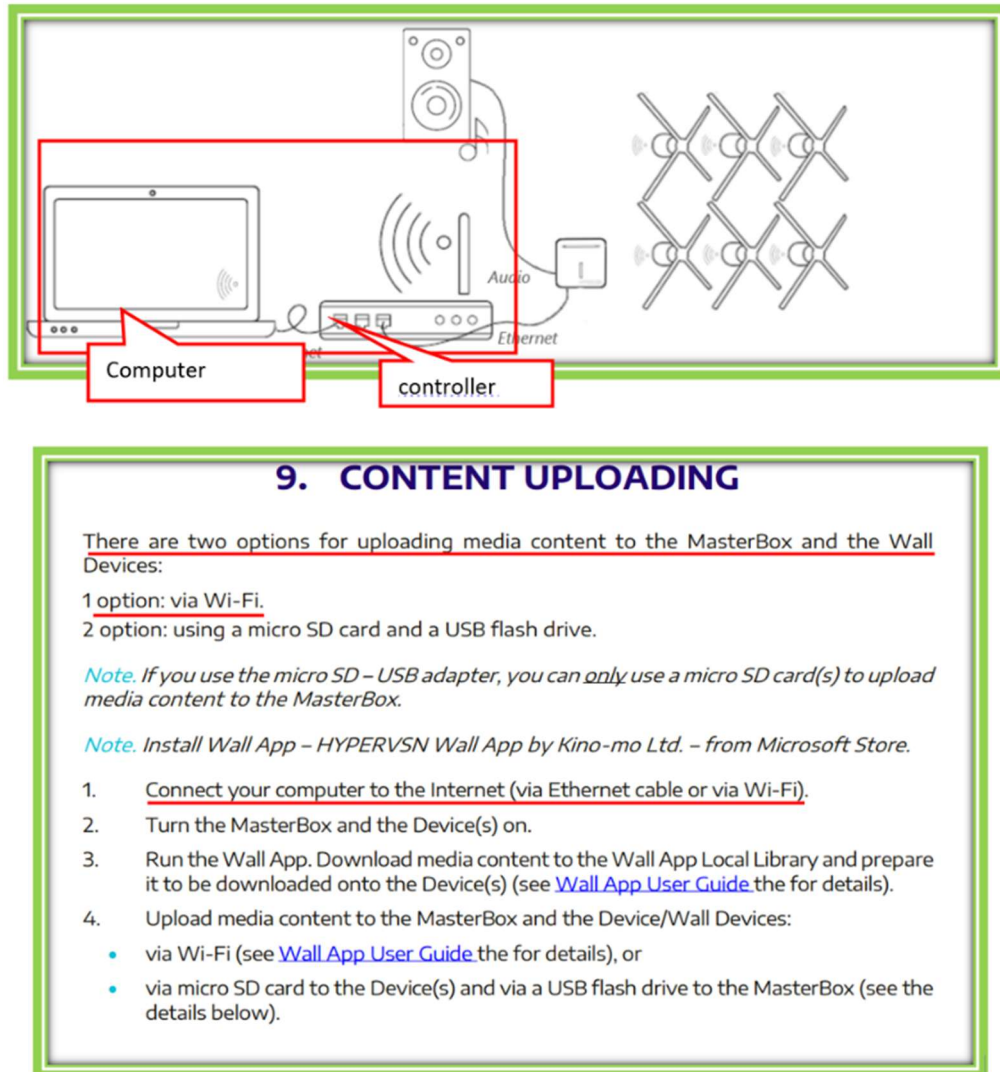 Audio
Ethernet
et
Computer
controller
9. CONTENT UPLOADING
There are two options for uploading media content to the MasterBox and the Wall
Devices:
1 option: via Wi-Fi.
2 option: using a micro SD card and a USB flash drive.
Note. If you use the micro SD – USB adapter, you can only use a micro SD card(s) to upload
media content to the MasterBox.
Note. Install Wall App – HYPERVSN Wall App by Kino-mo Ltd. – from Microsoft Store.
1. Connect your computer to the Internet (via Ethernet cable or via Wi-Fi).
2. Turn the MasterBox and the Device(s) on.
3. Run the Wall App. Download media content to the Wall App Local Library and prepare
it to be downloaded onto the Device(s) (see Wall App User Guide the for details).
4. Upload media content to the MasterBox and the Device/Wall Devices:
• via Wi-Fi (see Wall App User Guide the for details), or
• via micro SD card to the Device(s) and via a USB flash drive to the MasterBox (see the
details below).